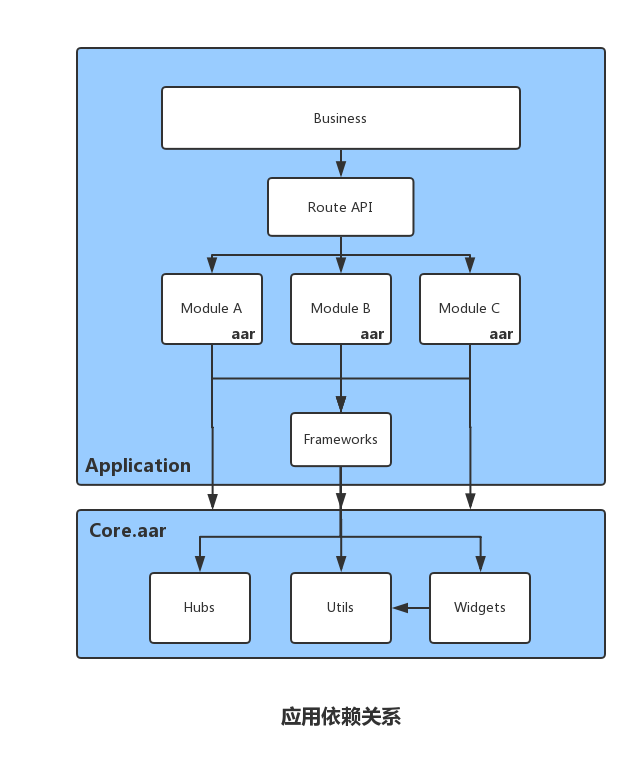 Business
Route API
Module A
aar
Module B
aar
Module C
aar
Frameworks
Application
Core.aar
Hubs
Utils
Widgets
应用依赖关系